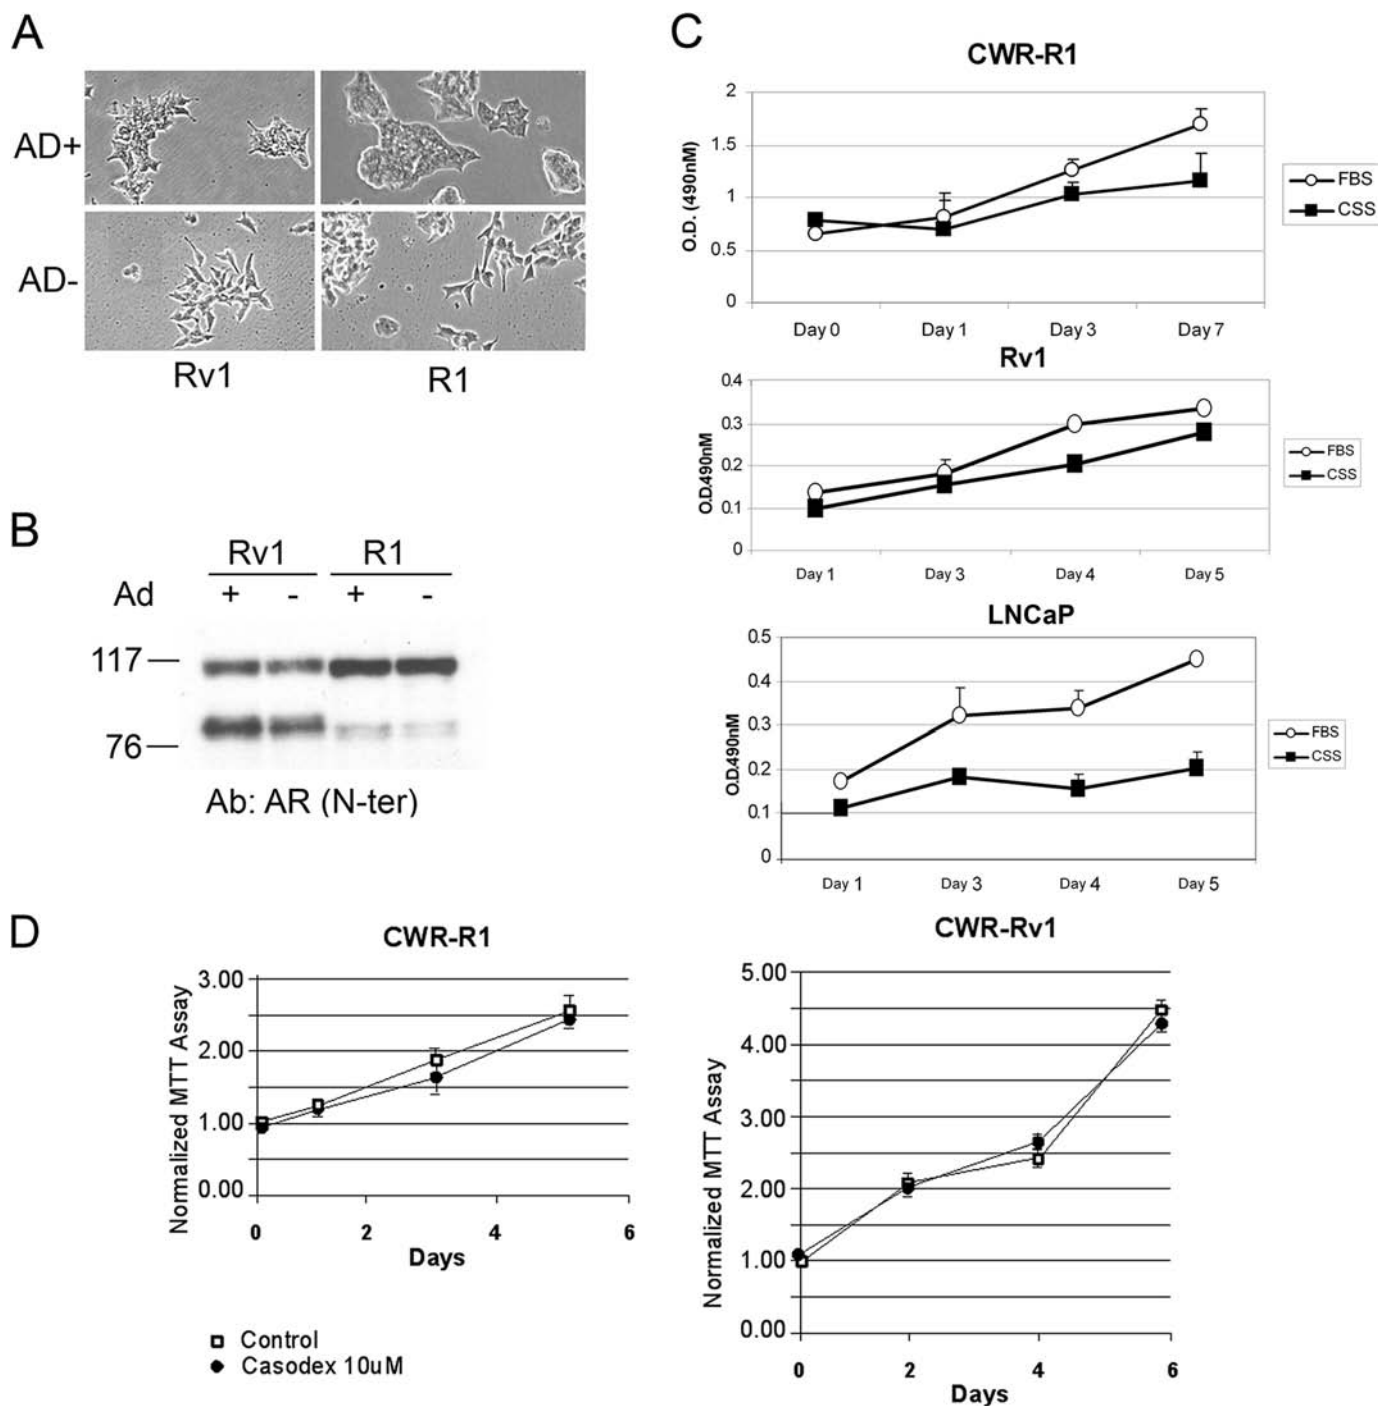 A
AD+
AD-
Rv1 R1
B
Rv1 R1
Ad + - + -
117
76
Ab: AR (N-ter)
C
CWR-R1
O.D. (490nM)
2
1.5
1
0.5
0
Day 0 Day 1 Day 3 Day 7
FBS
CSS
Rv1
O.D.490nM
0.4
0.3
0.2
0.1
0
Day 1 Day 3 Day 4 Day 5
FBS
CSS
LNCaP
O.D.490nM
0.5
0.4
0.3
0.2
0.1
0
Day 1 Day 3 Day 4 Day 5
FBS
CSS
D
CWR-R1
Normalized MTT Assay
3.00
2.00
1.00
0.00
0 2 4 6
Days
Control
Casodex 10uM
CWR-Rv1
Normalized MTT Assay
5.00
4.00
3.00
2.00
1.00
0.00
0 2 4 6
Days